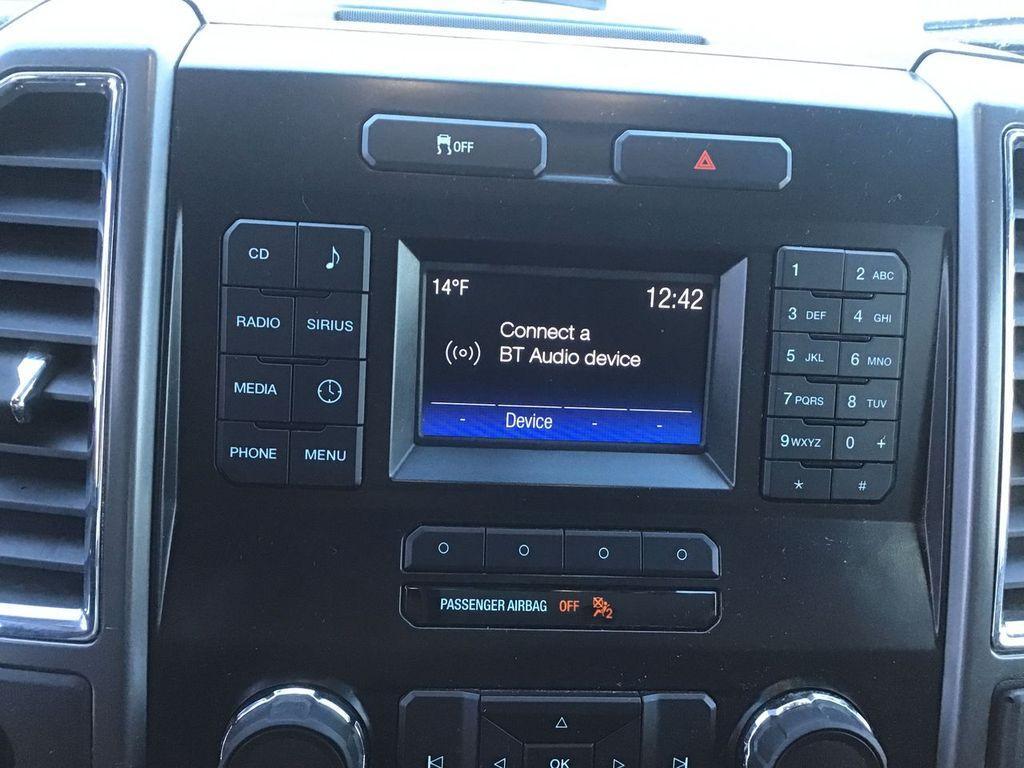 OFF
CD
RADIO SIRIUS
MEDIA
PHONE MENU
14°F 12:42
Connect a
BT Audio device
- Device - -
1 2 ABC
3 DEF 4 GHI
5 JKL 6 MNO
7 PQRS 8 TUV
9 WXYZ 0 +
* #
PASSENGER AIRBAG OFF 2
OK